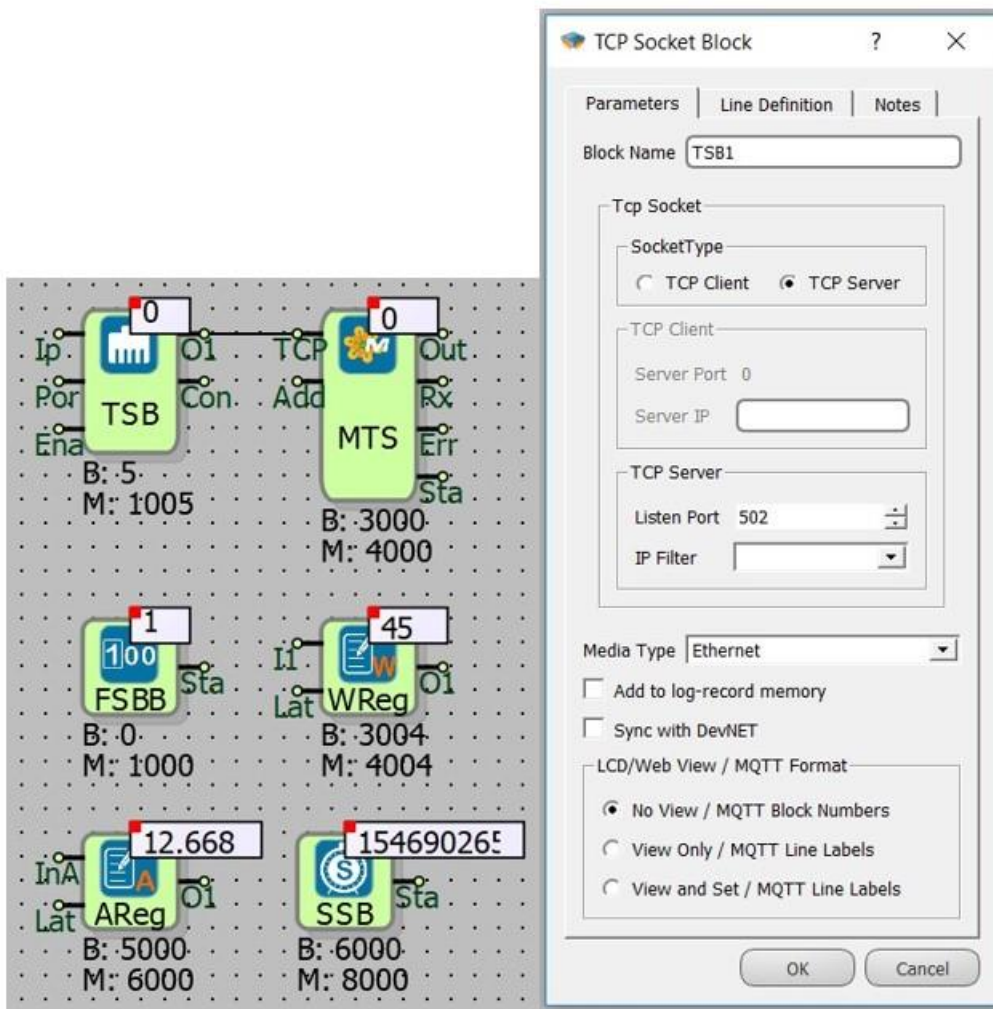 0
Ip
O1
Por
Con
TSB
Ena
B: 5
M: 1005
0
TCP
M
Out
Add
Rx
MTS
Err
Sta
B: 3000
M: 4000
1
100
Sta
FSBB
B: 0
M: 1000
45
I1
W
O1
Lat
WReg
B: 3004
M: 4004
12.668
InA
A
O1
Lat
AReg
B: 5000
M: 6000
154690265
S
Sta
SSB
B: 6000
M: 8000
TCP Socket Block ? ×
Parameters Line Definition Notes
Block Name TSB1
Tcp Socket
SocketType
TCP Client TCP Server
TCP Client
Server Port 0
Server IP
TCP Server
Listen Port 502
IP Filter
Media Type Ethernet
Add to log-record memory
Sync with DevNET
LCD/Web View / MQTT Format
No View / MQTT Block Numbers
View Only / MQTT Line Labels
View and Set / MQTT Line Labels
OK Cancel